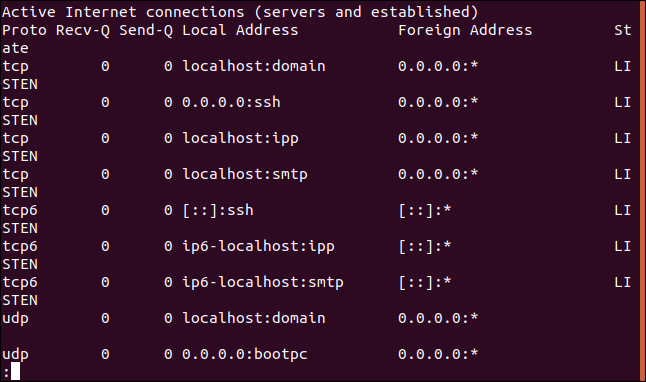 Active Internet connections (servers and established)
Proto Recv-Q Send-Q Local Address           Foreign Address         St
ate
tcp        0      0 localhost:domain        0.0.0.0:*               LI
STEN
tcp        0      0 0.0.0.0:ssh             0.0.0.0:*               LI
STEN
tcp        0      0 localhost:ipp           0.0.0.0:*               LI
STEN
tcp        0      0 localhost:smtp          0.0.0.0:*               LI
STEN
tcp6       0      0 [::]:ssh                [::]:*                  LI
STEN
tcp6       0      0 ip6-localhost:ipp       [::]:*                  LI
STEN
tcp6       0      0 ip6-localhost:smtp      [::]:*                  LI
STEN
udp        0      0 localhost:domain        0.0.0.0:*
udp        0      0 0.0.0.0:bootpc          0.0.0.0:*
: